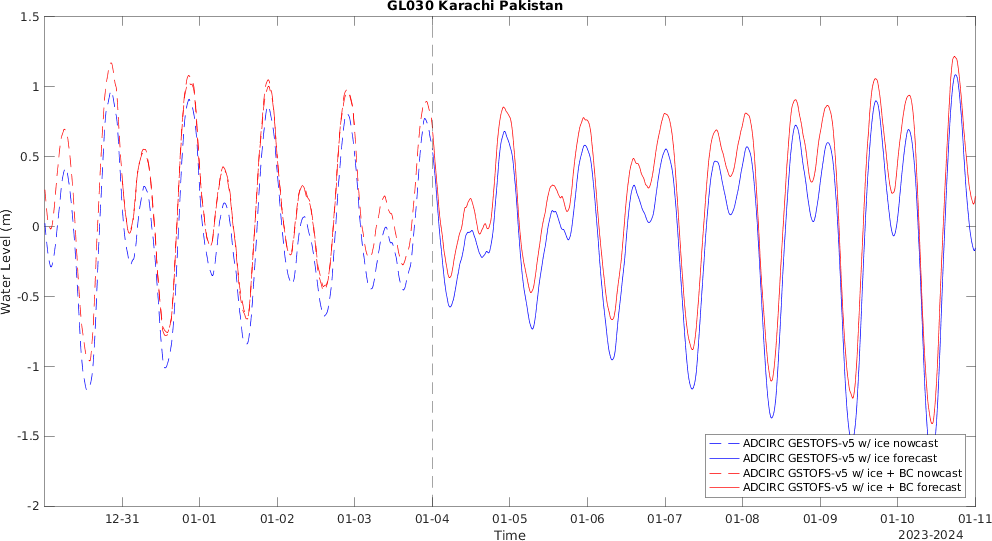 GL030 Karachi Pakistan
1.5
1
0.5
0
-0.5
-1
-1.5
-2
Water Level (m)
ADCIRC GESTOFS-v5 w/ ice nowcast
ADCIRC GESTOFS-v5 w/ ice forecast
ADCIRC GSTOFS-v5 w/ ice + BC nowcast
ADCIRC GSTOFS-v5 w/ ice + BC forecast
12-31 01-01 01-02 01-03 01-04 01-05 01-06 01-07 01-08 01-09 01-10 01-11
Time
2023-2024